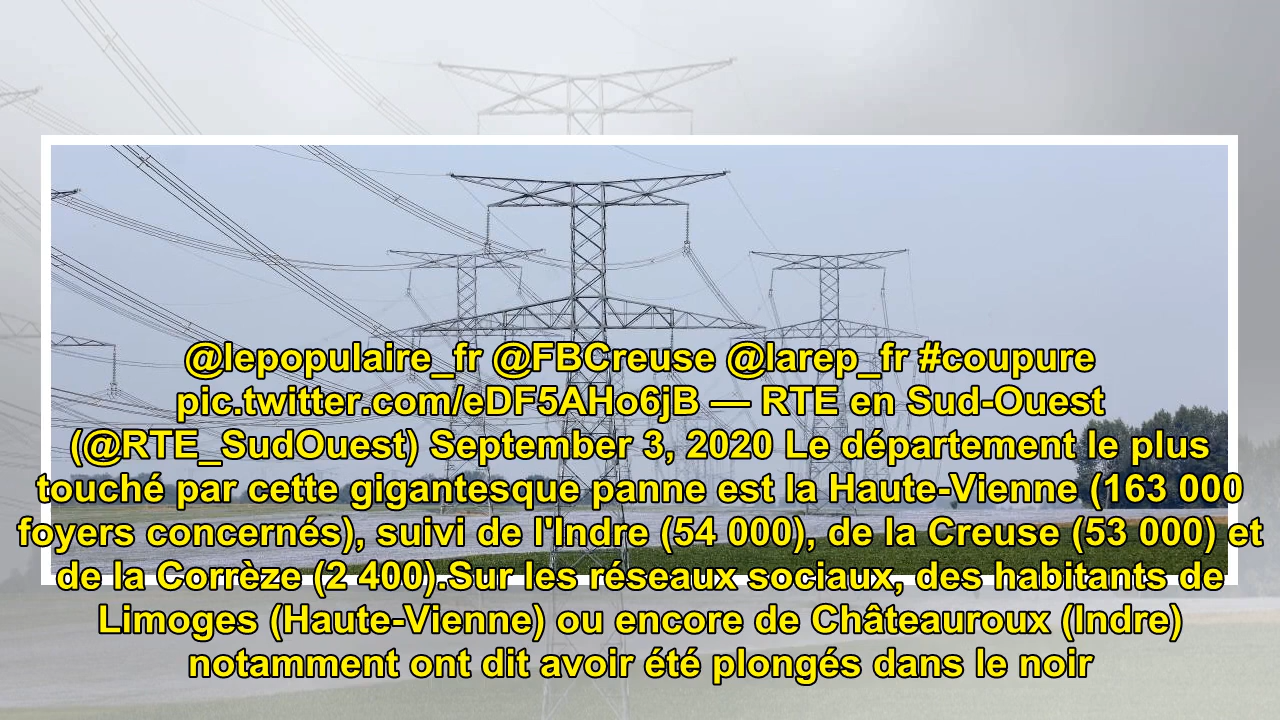 @lepopulaire_fr @FBCreuse @larep_fr #coupure
pic.twitter.com/eDF5AHo6jB — RTE en Sud-Ouest
(@RTE_SudOuest) September 3, 2020 Le département le plus
touché par cette gigantesque panne est la Haute-Vienne (163 000
foyers concernés), suivi de l'Indre (54 000), de la Creuse (53 000) et
de la Corrèze (2 400).Sur les réseaux sociaux, des habitants de
Limoges (Haute-Vienne) ou encore de Châteauroux (Indre)
notamment ont dit avoir été plongés dans le noir